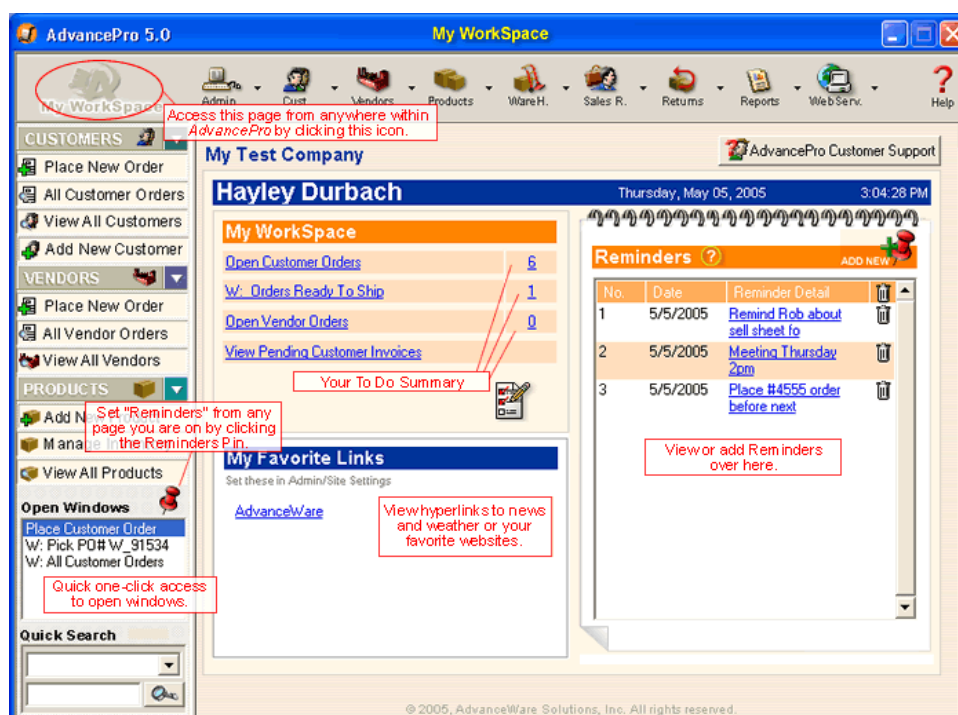 AdvancePro 5.0
My WorkSpace
My WorkSpace
Admin
Cust
Vendors
Products
WareH.
Sales R.
Returns
Reports
WebServ.
Help
Access this page from anywhere within
AdvancePro by clicking this icon.
CUSTOMERS
Place New Order
All Customer Orders
View All Customers
Add New Customer
VENDORS
Place New Order
All Vendor Orders
View All Vendors
PRODUCTS
Add New
Manage
View All Products
Set "Reminders" from any
page you are on by clicking
the Reminders Pin.
Open Windows
Place Customer Order
W: Pick PO# W_91534
W: All Customer Orders
Quick one-click access
to open windows.
Quick Search
My Test Company
AdvancePro Customer Support
Hayley Durbach
Thursday, May 05, 2005
3:04:28 PM
My WorkSpace
Open Customer Orders 6
W: Orders Ready To Ship 1
Open Vendor Orders 0
View Pending Customer Invoices
Your To Do Summary
My Favorite Links
Set these in Admin/Site Settings
AdvanceWare
View hyperlinks to news
and weather or your
favorite websites.
Reminders ?
ADD NEW
No. Date Reminder Detail
1 5/5/2005 Remind Rob about
sell sheet fo
2 5/5/2005 Meeting Thursday
2pm
3 5/5/2005 Place #4555 order
before next
View or add Reminders
over here.
© 2005, AdvanceWare Solutions, Inc. All rights reserved.